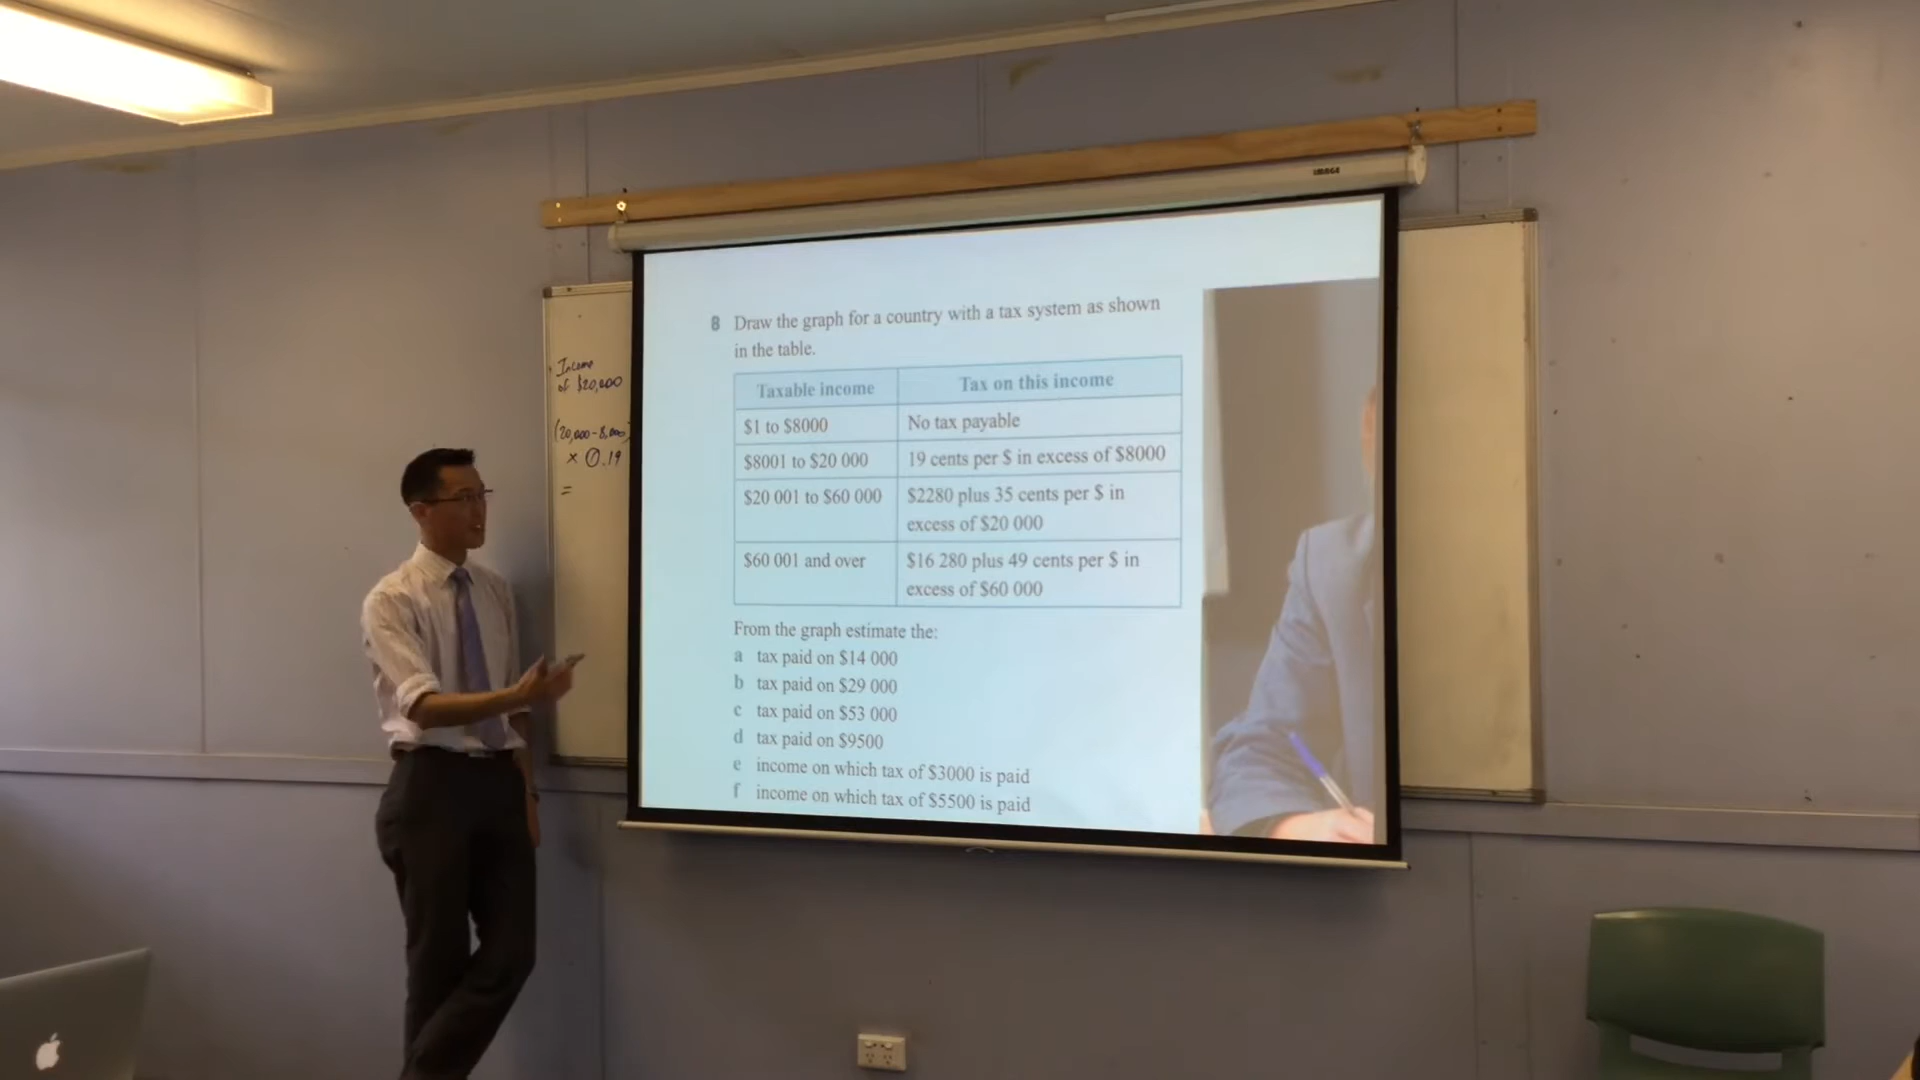 IMAGE
Income
of $20,000
(20,000-8,000)
× 0.19
=
8 Draw the graph for a country with a tax system as shown
in the table.
Taxable income Tax on this income
$1 to $8000 No tax payable
$8001 to $20 000 19 cents per $ in excess of $8000
$20 001 to $60 000 $2280 plus 35 cents per $ in
excess of $20 000
$60 001 and over $16 280 plus 49 cents per $ in
excess of $60 000
From the graph estimate the:
a tax paid on $14 000
b tax paid on $29 000
c tax paid on $53 000
d tax paid on $9500
e income on which tax of $3000 is paid
f income on which tax of $5500 is paid